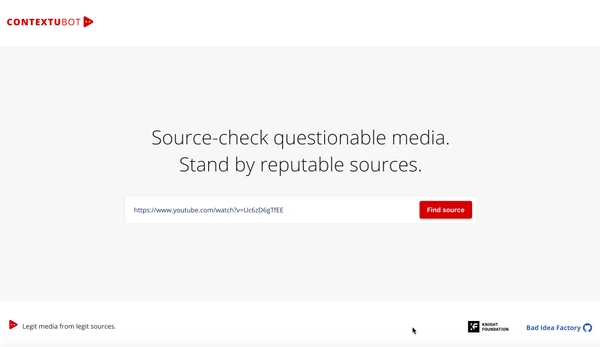 CONTEXTUBOT
Source-check questionable media.
Stand by reputable sources.
https://www.youtube.com/watch?v=Uc6zD6gTfEE
Find source
Legit media from legit sources.
KNIGHT
FOUNDATION
Bad Idea Factory